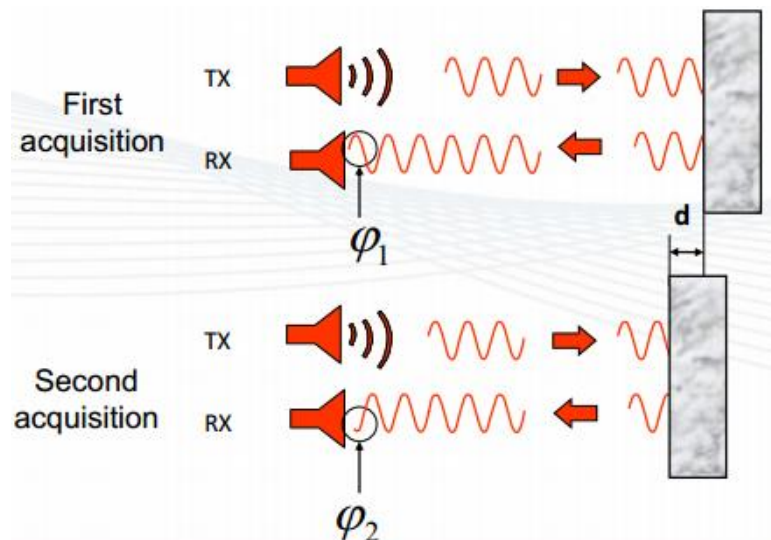 TX
First
acquisition
RX
φ₁
d
TX
Second
acquisition
RX
φ₂